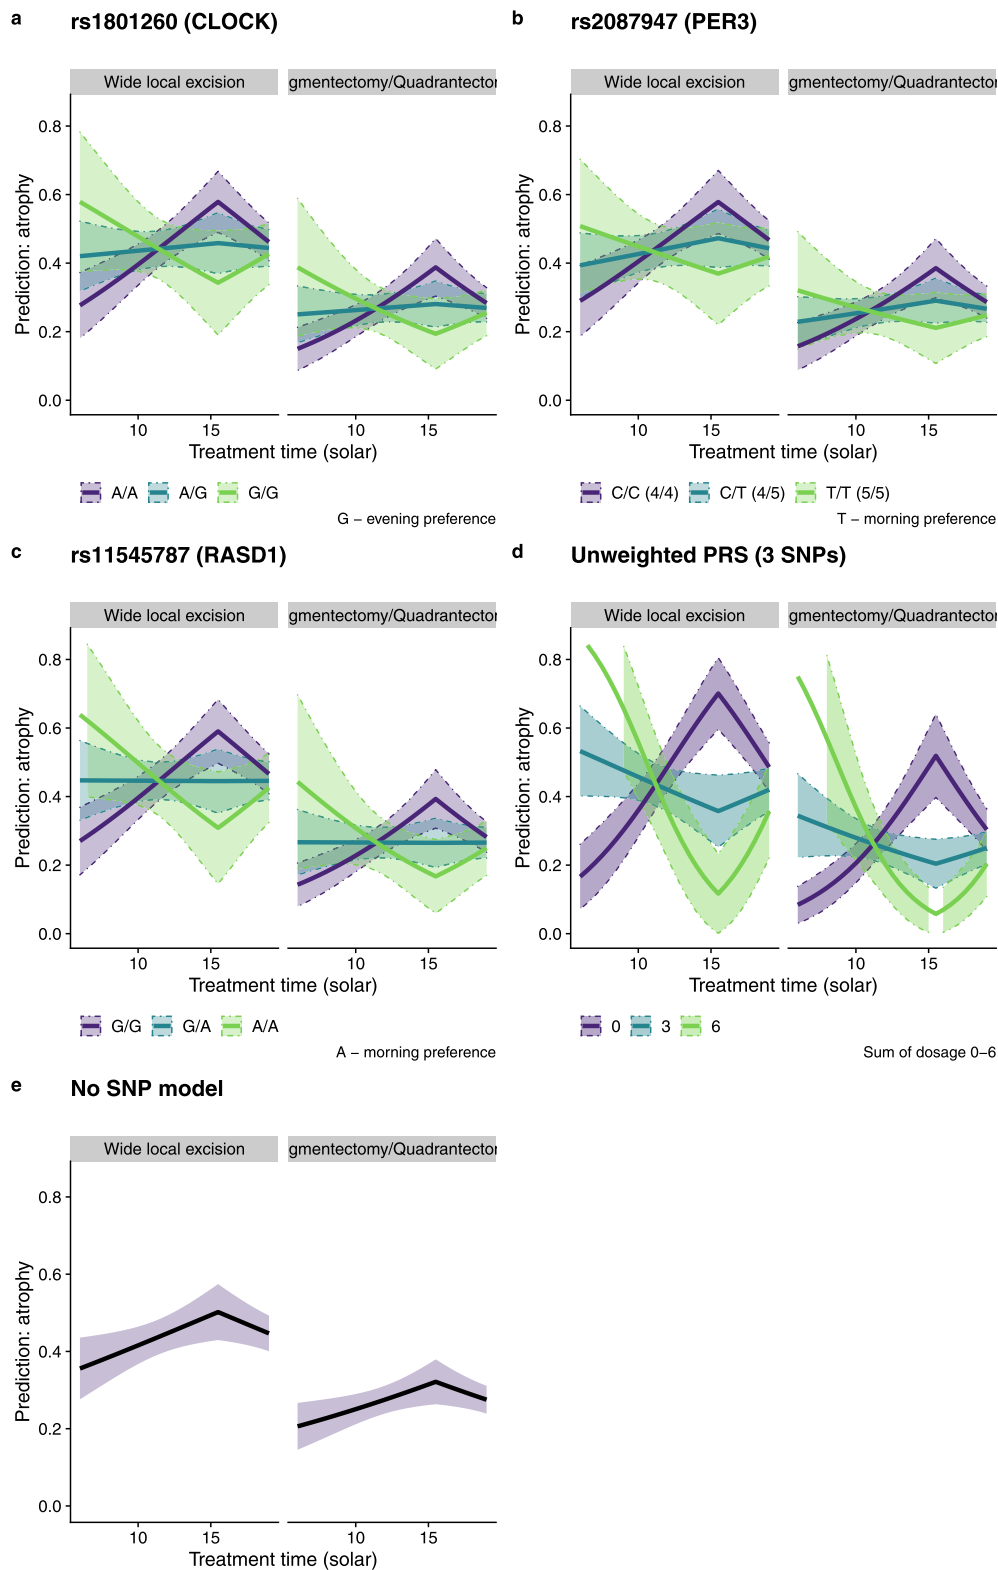 a rs1801260 (CLOCK)
Wide local excision gmentectomy/Quadrantector
0.8
0.6
0.4
0.2
0.0
Prediction: atrophy
10 15 10 15
Treatment time (solar)
A/A A/G G/G
G − evening preference
b rs2087947 (PER3)
Wide local excision gmentectomy/Quadrantector
0.8
0.6
0.4
0.2
0.0
Prediction: atrophy
10 15 10 15
Treatment time (solar)
C/C (4/4) C/T (4/5) T/T (5/5)
T − morning preference
c rs11545787 (RASD1)
Wide local excision gmentectomy/Quadrantector
0.8
0.6
0.4
0.2
0.0
Prediction: atrophy
10 15 10 15
Treatment time (solar)
G/G G/A A/A
A − morning preference
d Unweighted PRS (3 SNPs)
Wide local excision gmentectomy/Quadrantector
0.8
0.6
0.4
0.2
0.0
Prediction: atrophy
10 15 10 15
Treatment time (solar)
0 3 6
Sum of dosage 0−6
e No SNP model
Wide local excision gmentectomy/Quadrantector
0.8
0.6
0.4
0.2
0.0
Prediction: atrophy
10 15 10 15
Treatment time (solar)